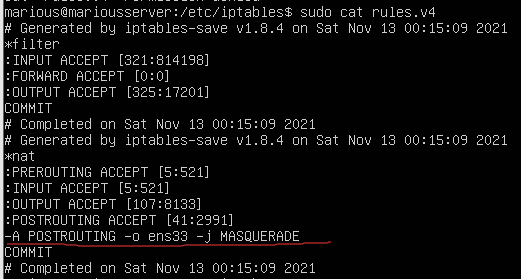 marious@mariousserver:/etc/iptables$ sudo cat rules.v4
# Generated by iptables-save v1.8.4 on Sat Nov 13 00:15:09 2021
*filter
:INPUT ACCEPT [321:814198]
:FORWARD ACCEPT [0:0]
:OUTPUT ACCEPT [325:17201]
COMMIT
# Completed on Sat Nov 13 00:15:09 2021
# Generated by iptables-save v1.8.4 on Sat Nov 13 00:15:09 2021
*nat
:PREROUTING ACCEPT [5:521]
:INPUT ACCEPT [5:521]
:OUTPUT ACCEPT [107:8133]
:POSTROUTING ACCEPT [41:2991]
-A POSTROUTING -o ens33 -j MASQUERADE
COMMIT
# Completed on Sat Nov 13 00:15:09 2021